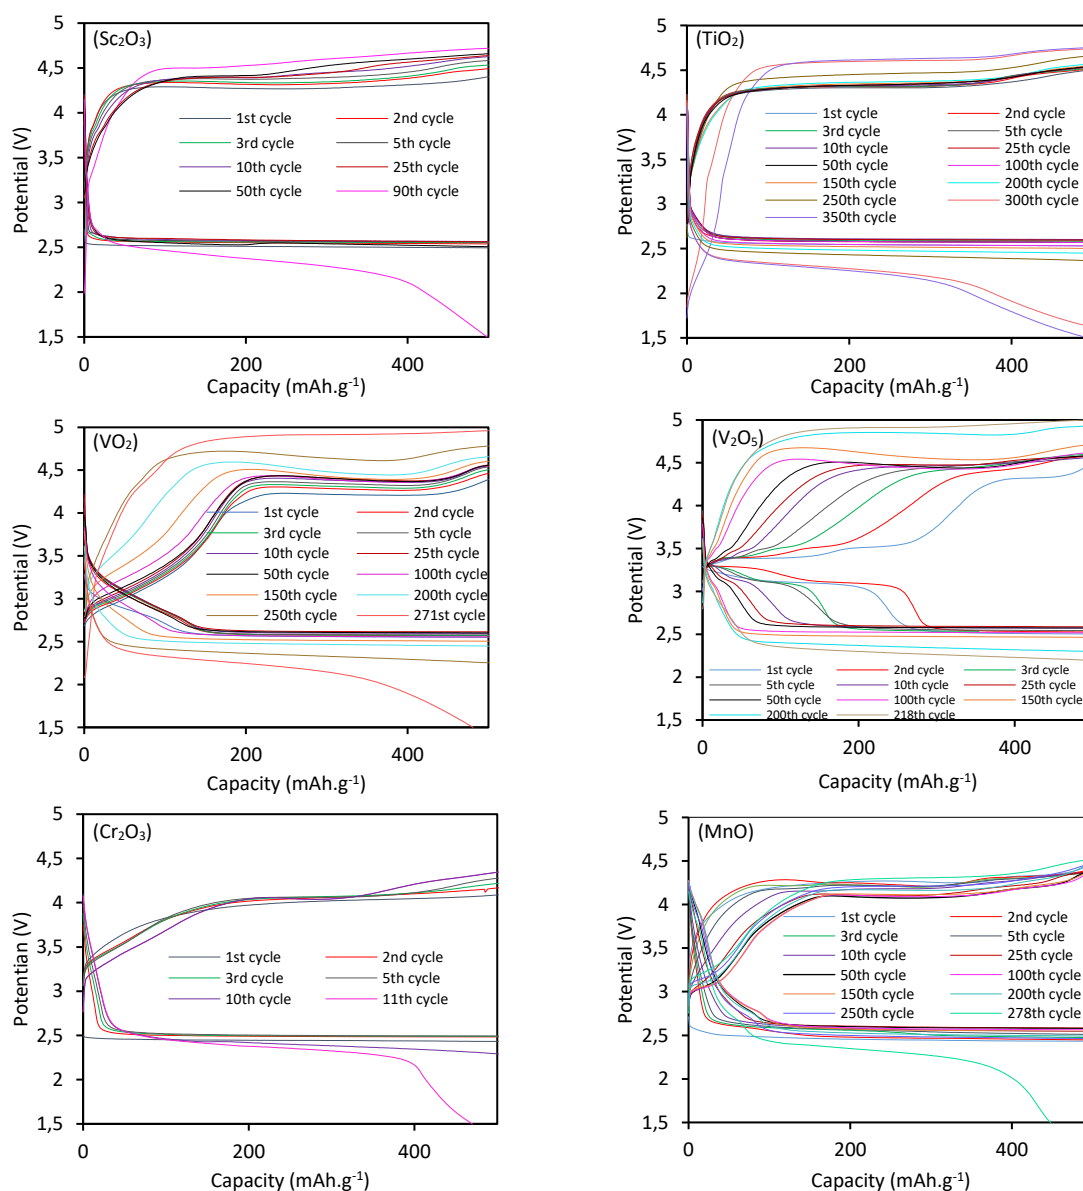 (Sc₂O₃)
5
4,5
4
3,5
3
2,5
2
1,5
Potential (V)
1st cycle 2nd cycle
3rd cycle 5th cycle
10th cycle 25th cycle
50th cycle 90th cycle
0 200 400
Capacity (mAh.g⁻¹)
(TiO₂)
5
4,5
4
3,5
3
2,5
2
1,5
Potential (V)
1st cycle 2nd cycle
3rd cycle 5th cycle
10th cycle 25th cycle
50th cycle 100th cycle
150th cycle 200th cycle
250th cycle 300th cycle
350th cycle
0 200 400
Capacity (mAh.g⁻¹)
(VO₂)
5
4,5
4
3,5
3
2,5
2
1,5
Potential (V)
1st cycle 2nd cycle
3rd cycle 5th cycle
10th cycle 25th cycle
50th cycle 100th cycle
150th cycle 200th cycle
250th cycle 271st cycle
0 200 400
Capacity (mAh.g⁻¹)
(V₂O₅)
5
4,5
4
3,5
3
2,5
2
1,5
Potential (V)
1st cycle 2nd cycle 3rd cycle
5th cycle 10th cycle 25th cycle
50th cycle 100th cycle 150th cycle
200th cycle 218th cycle
0 200 400
Capacity (mAh.g⁻¹)
(Cr₂O₃)
5
4,5
4
3,5
3
2,5
2
1,5
Potentian (V)
1st cycle 2nd cycle
3rd cycle 5th cycle
10th cycle 11th cycle
0 200 400
Capacity (mAh.g⁻¹)
(MnO)
5
4,5
4
3,5
3
2,5
2
1,5
Potential (V)
1st cycle 2nd cycle
3rd cycle 5th cycle
10th cycle 25th cycle
50th cycle 100th cycle
150th cycle 200th cycle
250th cycle 278th cycle
0 200 400
Capacity (mAh.g⁻¹)